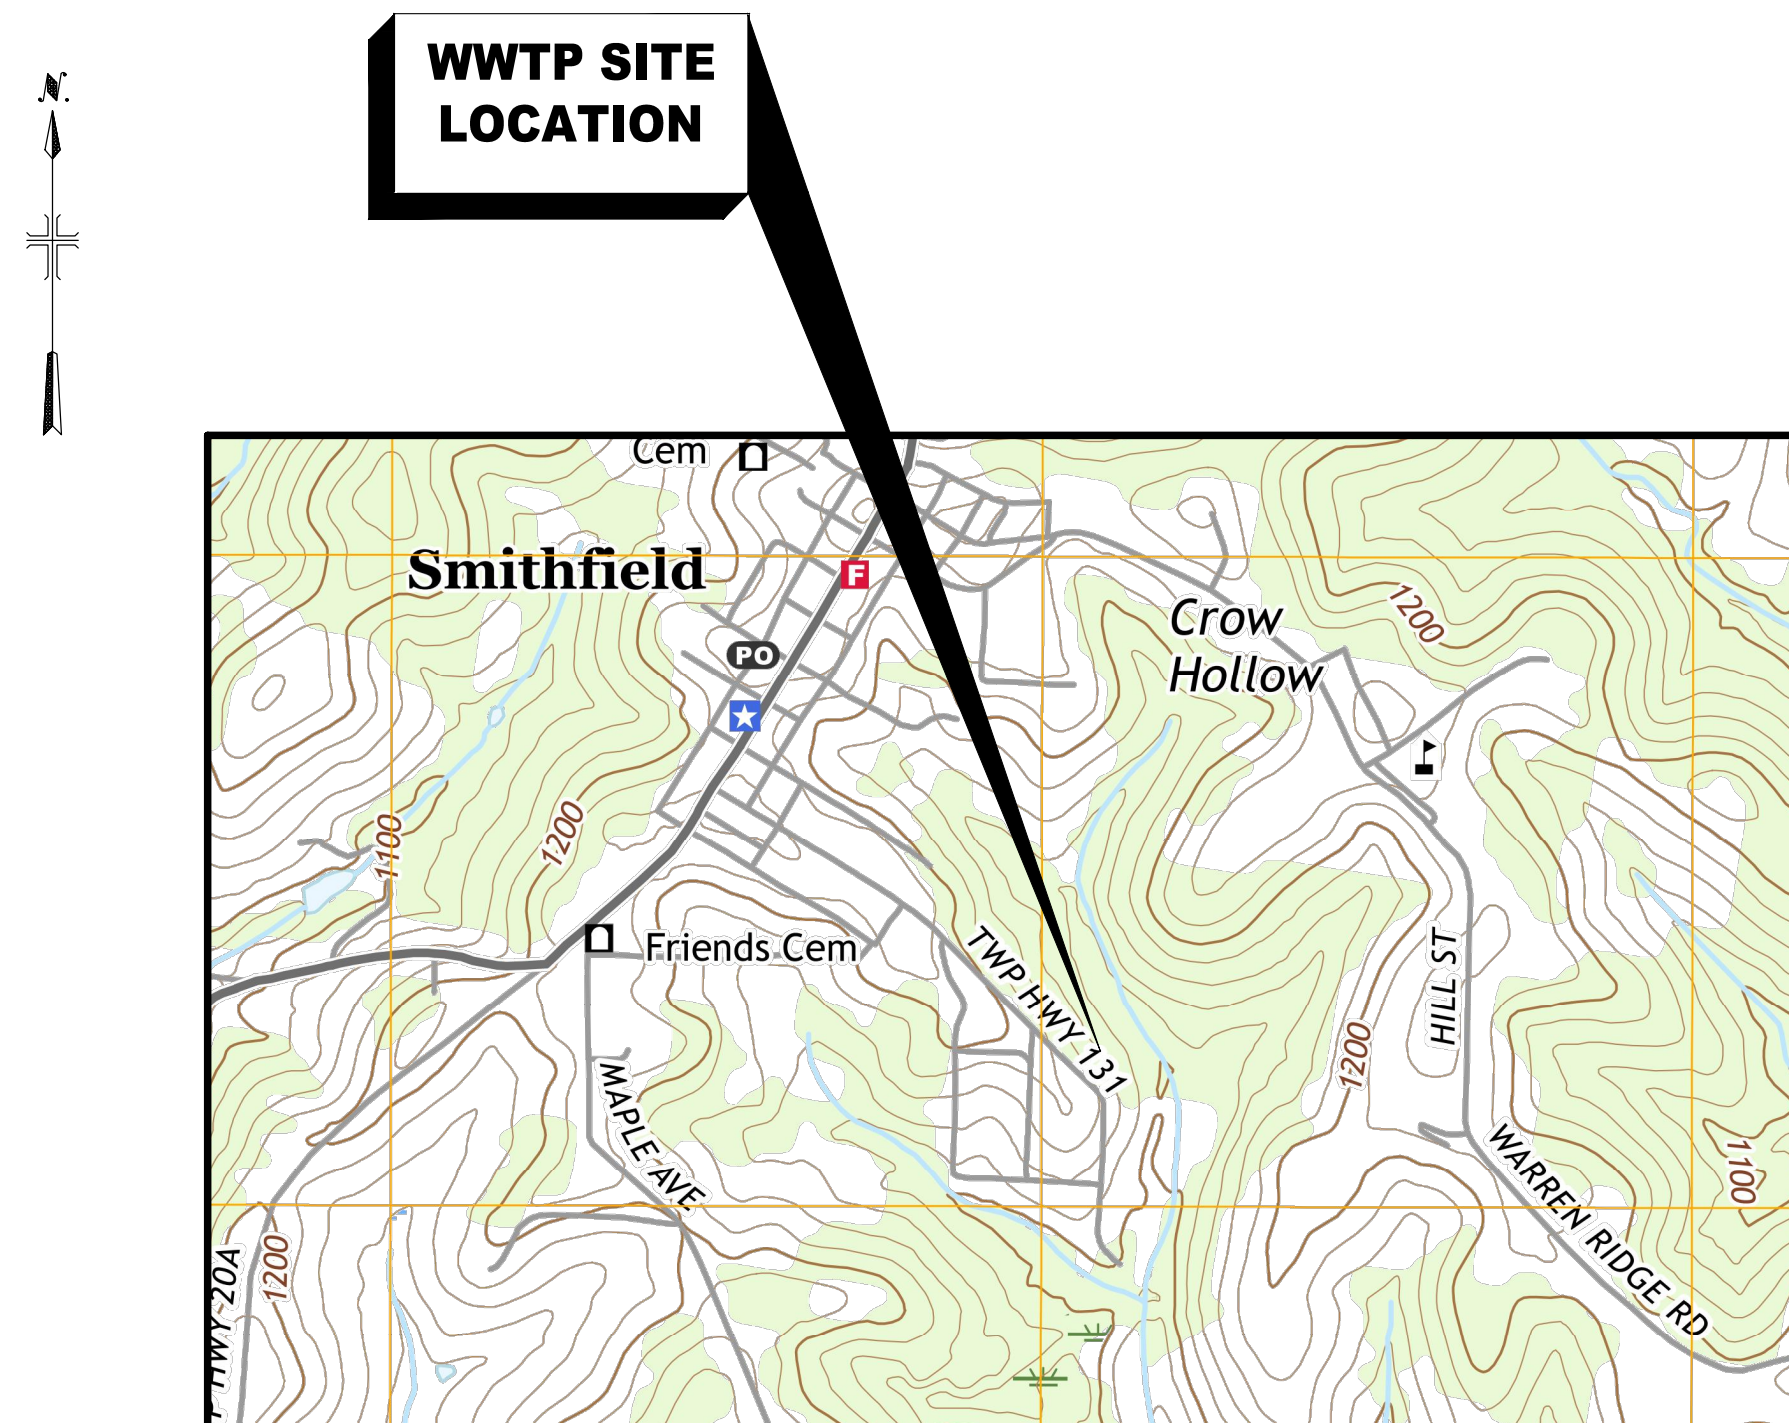 N.
WWTP SITE
LOCATION
Cem
Smithfield
F
PO
Crow
Hollow
1200
1100
1200
Friends Cem
TWP HWY 131
HILL ST
1200
MAPLE AVE
WARREN RIDGE RD
1100
HWY 20A
1200